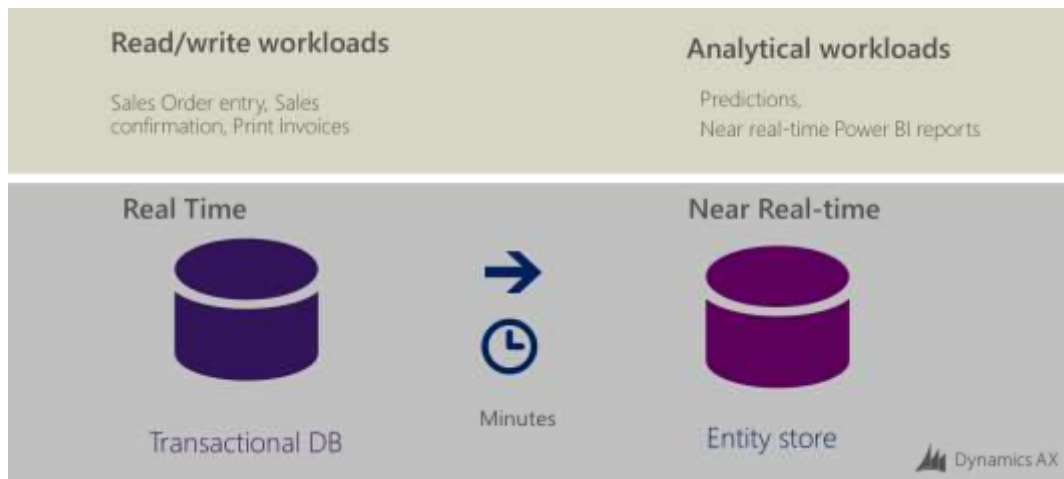 Read/write workloads
Sales Order entry, Sales
confirmation, Print Invoices
Analytical workloads
Predictions,
Near real-time Power BI reports
Real Time
Near Real-time
Minutes
Transactional DB
Entity store
Dynamics AX